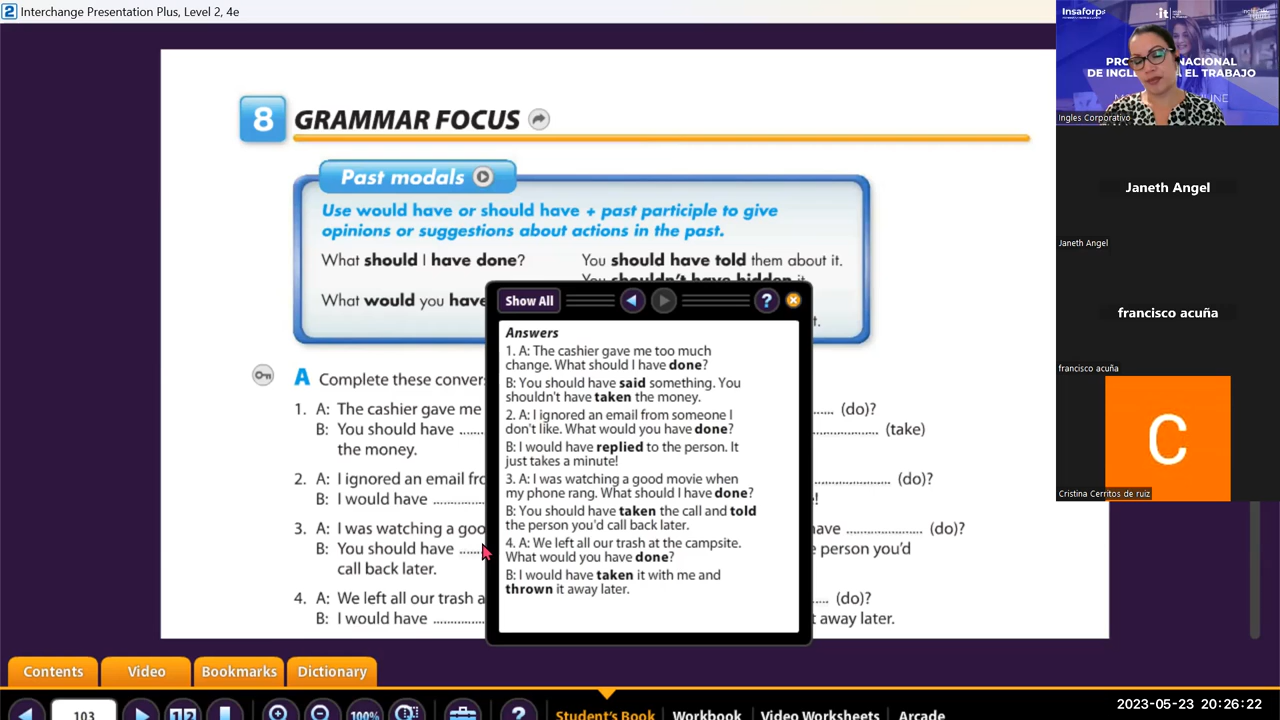 Interchange Presentation Plus, Level 2, 4e
8 GRAMMAR FOCUS
Past modals
Use would have or should have + past participle to give
opinions or suggestions about actions in the past.
What should I have done?
You should have told them about it.
You shouldn't have hidden it.
What would you have
t.
A Complete these conver
1. A: The cashier gave me
(do)?
B: You should have ........
(take)
the money.
2. A: I ignored an email fro
(do)?
B: I would have
e!
3. A: I was watching a goo
have ........ (do)?
B: You should have
e person you'd
call back later.
4. A: We left all our trash a
(do)?
B: I would have
t away later.
Show All
?
Answers
1. A: The cashier gave me too much
change. What should I have done?
B: You should have said something. You
shouldn't have taken the money.
2. A: I ignored an email from someone I
don't like. What would you have done?
B: I would have replied to the person. It
just takes a minute!
3. A: I was watching a good movie when
my phone rang. What should I have done?
B: You should have taken the call and told
the person you'd call back later.
4. A: We left all our trash at the campsite.
What would you have done?
B: I would have taken it with me and
thrown it away later.
Insaforp
it
PRO NACIONAL
DE INGL EL TRABAJO
Ingles Corporativo
Janeth Angel
Janeth Angel
francisco acuña
francisco acuña
C
Cristina Cerritos de ruiz
Contents
Video
Bookmarks
Dictionary
103
1 2
100%
?
Student's Book
Workbook
Video Worksheets
Arcade
2023-05-23 20:26:22